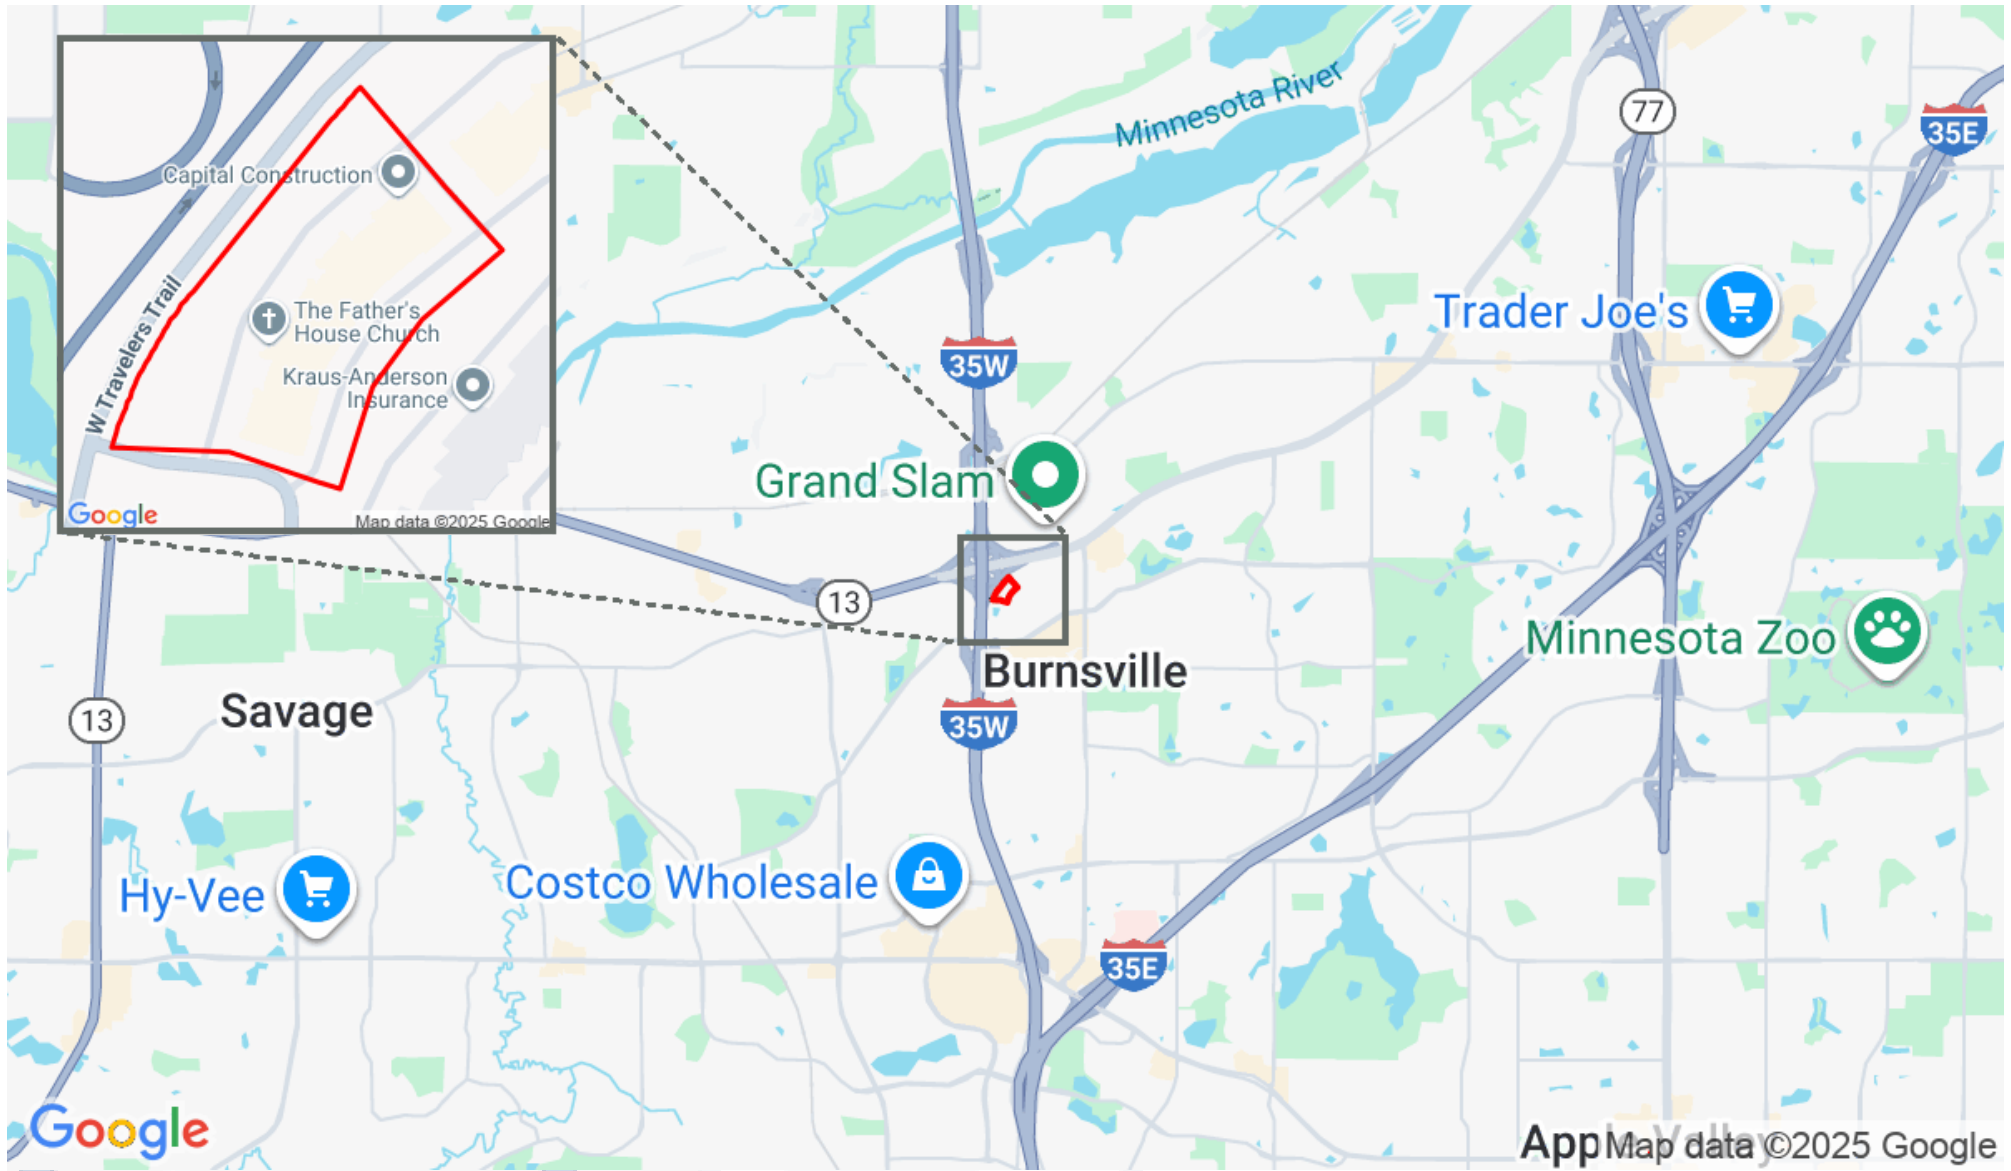 Capital Construction
W Travelers Trail
The Father's
House Church
Kraus-Anderson
Insurance
Google
Map data ©2025 Google
Minnesota River
77
35E
35W
Trader Joe's
Grand Slam
13
Minnesota Zoo
Burnsville
Savage
13
35W
Hy-Vee
Costco Wholesale
35E
Google
Apple Valley
Map data ©2025 Google